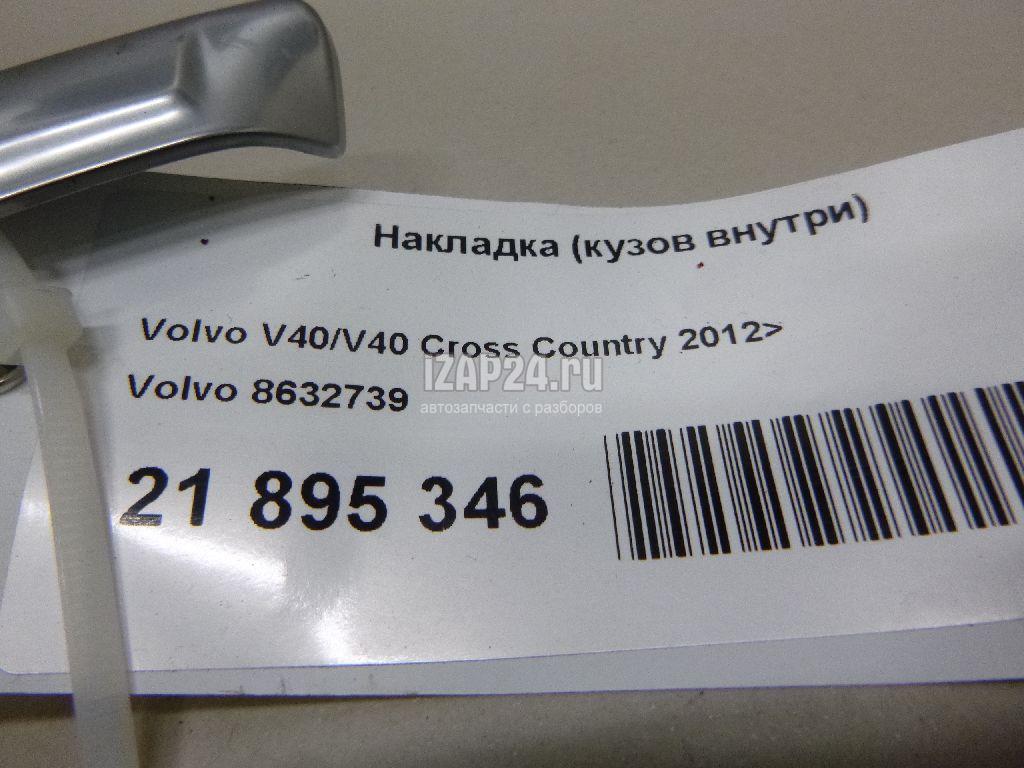 Накладка (кузов внутри)
Volvo V40/V40 Cross Country 2012>
Volvo 8632739
iZAP24.ru
автозапчасти с разборов
21 895 346